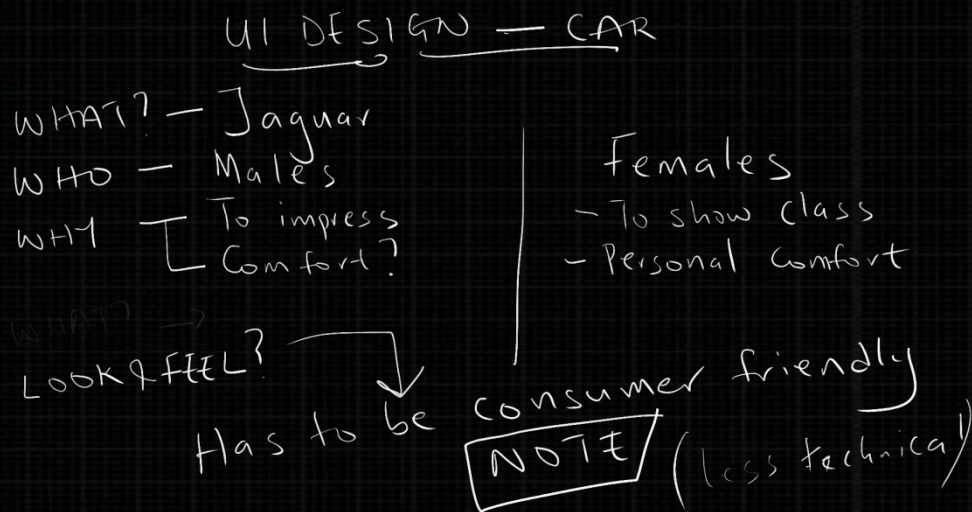 UI DESIGN — CAR
WHAT? — Jaguar
WHO — Males
WHY To impress
Comfort?
Females
- To show class
- Personal Comfort
WHAT? →
LOOK & FEEL?
Has to be consumer friendly
NOTE (less technical)